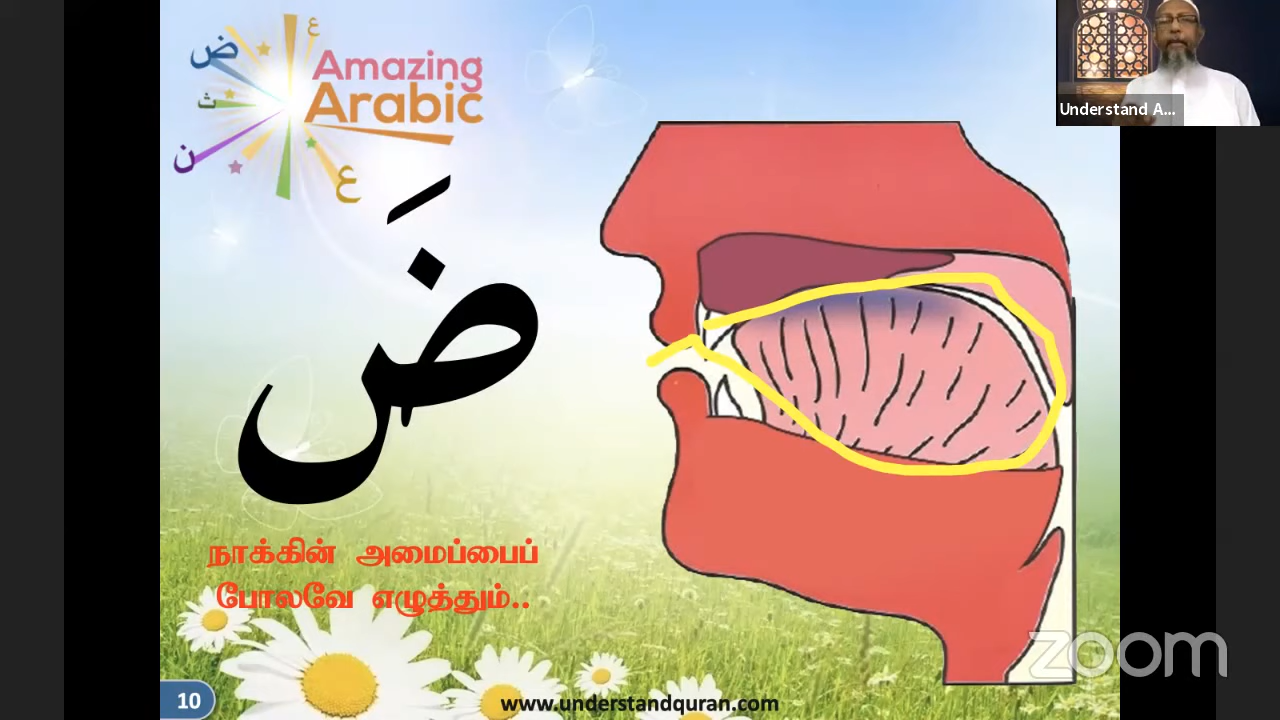 ض
ع
ث
ن
ع
Amazing
Arabic
Understand A...
ضَ
நாக்கின் அமைப்பைப்
போலவே எழுத்தும்..
zoom
10
www.understandquran.com